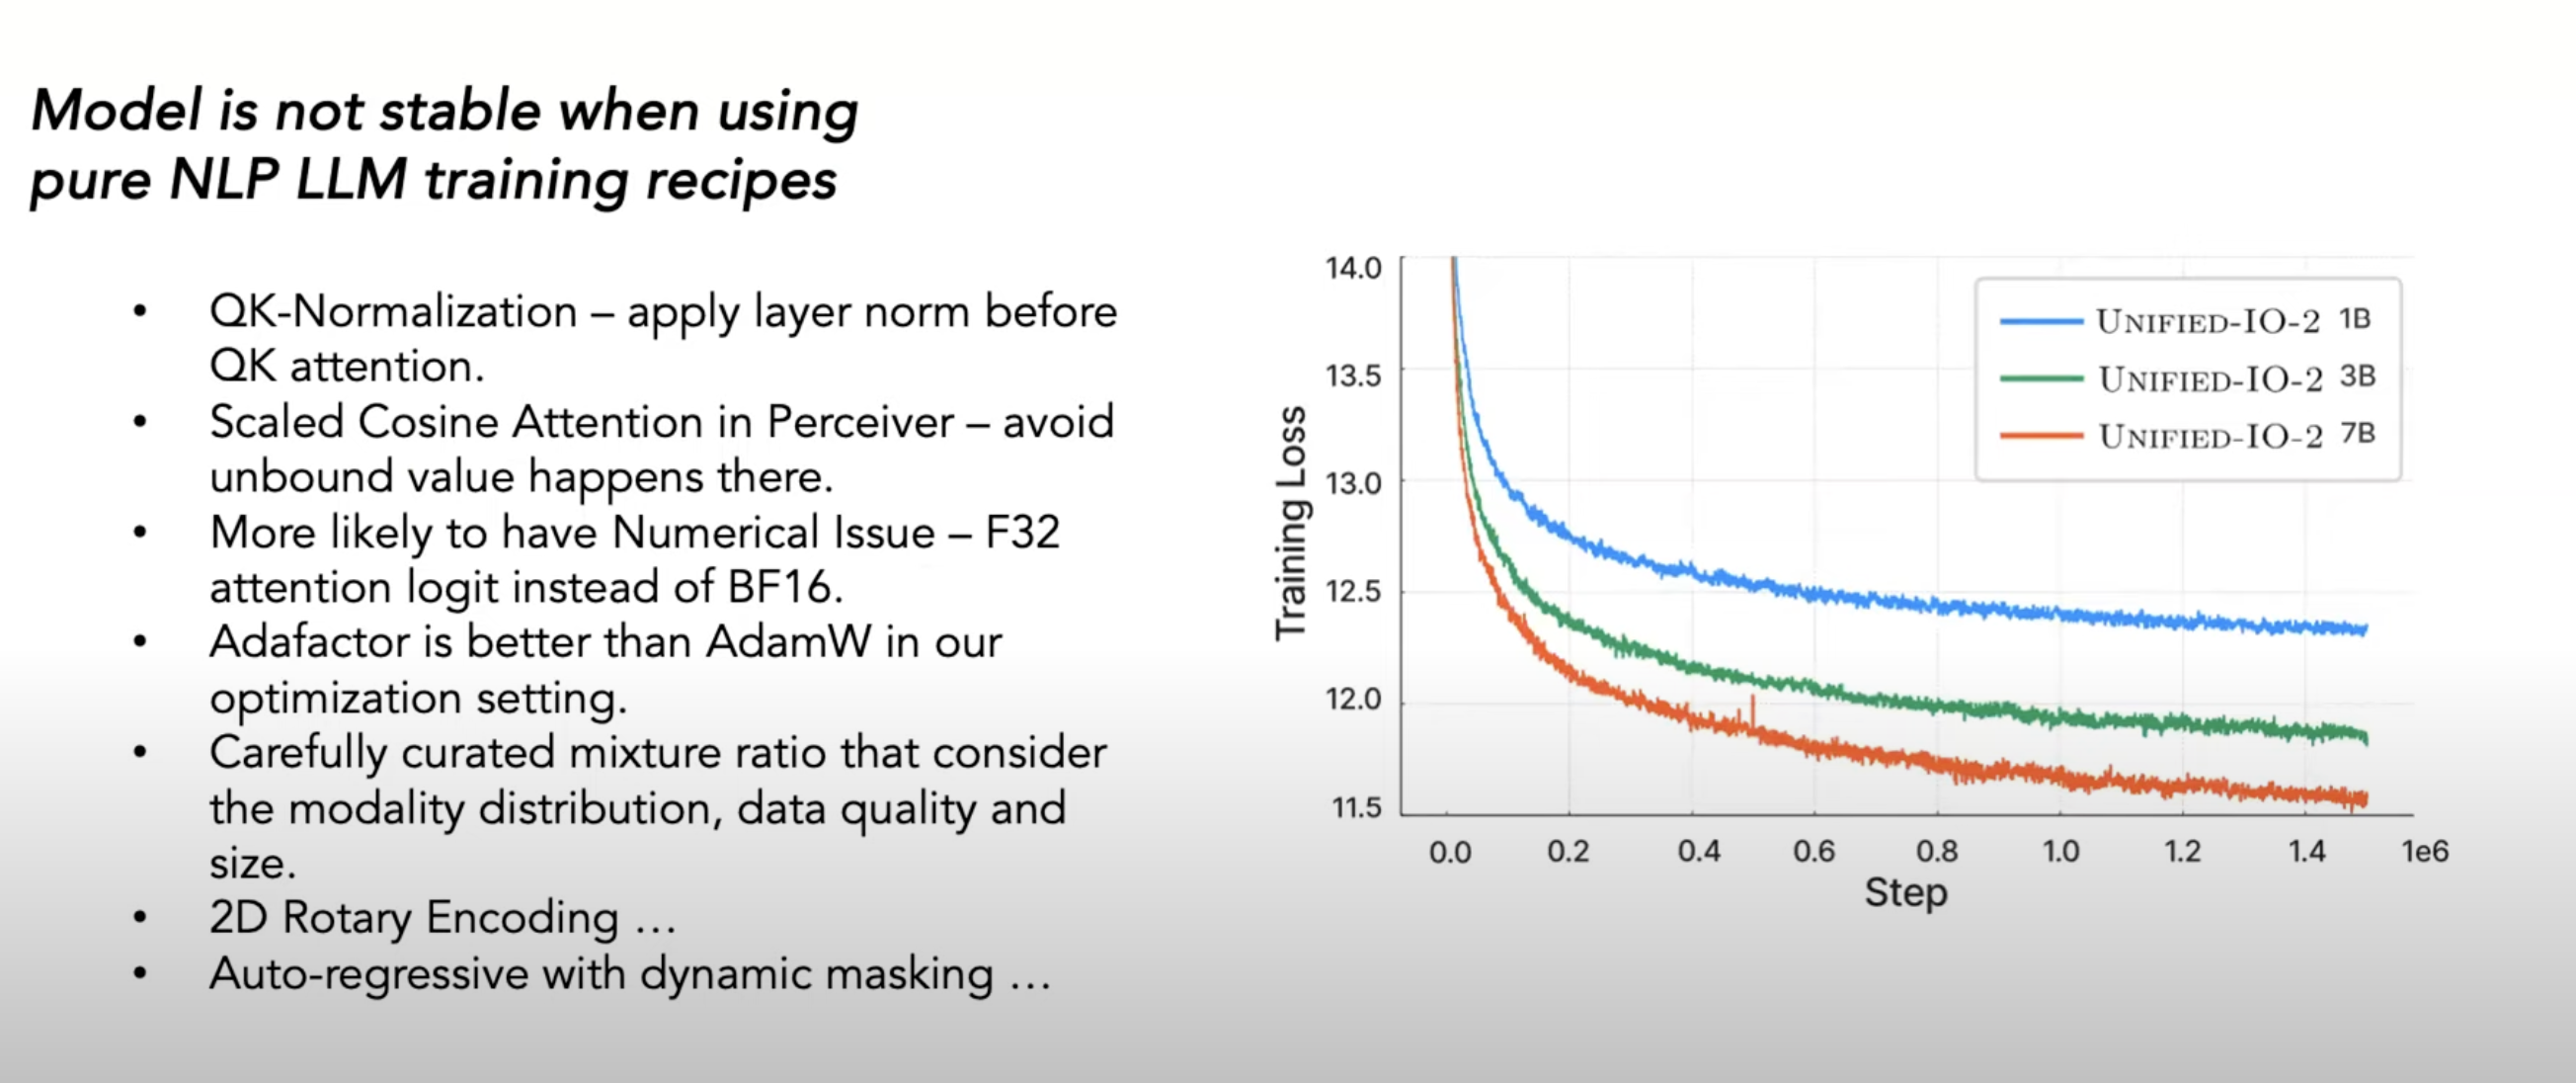 Model is not stable when using
pure NLP LLM training recipes
• QK-Normalization – apply layer norm before
QK attention.
• Scaled Cosine Attention in Perceiver – avoid
unbound value happens there.
• More likely to have Numerical Issue – F32
attention logit instead of BF16.
• Adafactor is better than AdamW in our
optimization setting.
• Carefully curated mixture ratio that consider
the modality distribution, data quality and
size.
• 2D Rotary Encoding …
• Auto-regressive with dynamic masking …
Training Loss
14.0
13.5
13.0
12.5
12.0
11.5
UNIFIED-IO-2 1B
UNIFIED-IO-2 3B
UNIFIED-IO-2 7B
0.0 0.2 0.4 0.6 0.8 1.0 1.2 1.4 1e6
Step